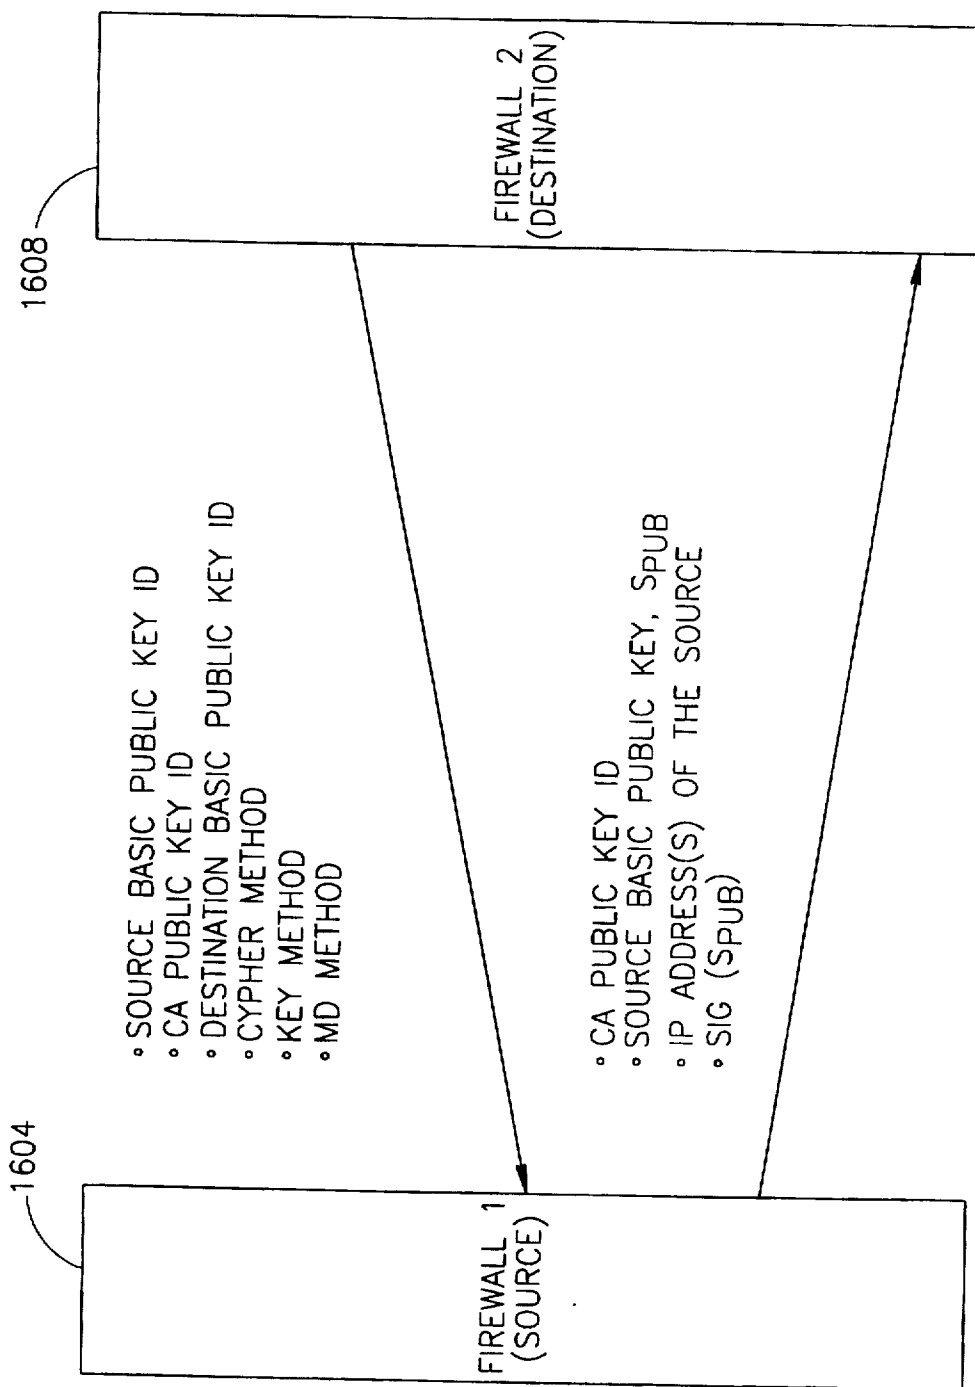 1604
1608
FIREWALL 1
(SOURCE)
FIREWALL 2
(DESTINATION)
° SOURCE BASIC PUBLIC KEY ID
° CA PUBLIC KEY ID
° DESTINATION BASIC PUBLIC KEY ID
° CYPHER METHOD
° KEY METHOD
° MD METHOD
° CA PUBLIC KEY ID
° SOURCE BASIC PUBLIC KEY, SPUB
° IP ADDRESS(S) OF THE SOURCE
° SIG (SPUB)